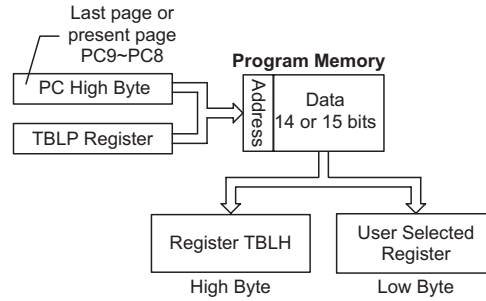 Last page or
present page
PC9~PC8
Program Memory
PC High Byte
TBLP Register
Address
Data
14 or 15 bits
Register TBLH
User Selected
Register
High Byte
Low Byte